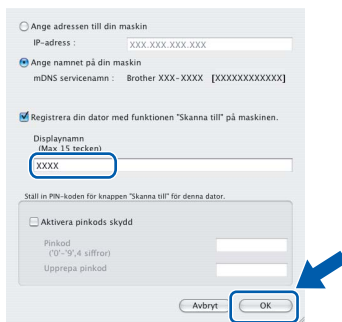 Ange adressen till din maskin
IP-adress :
XXX.XXX.XXX.XXX
Ange namnet på din maskin
mDNS servicenamn : Brother XXX-XXXX [XXXXXXXXXXXX]
Registrera din dator med funktionen "Skanna till" på maskinen.
Displaynamn
(Max 15 tecken)
XXXX
Ställ in PIN-koden för knappen "Skanna till" för denna dator.
Aktivera pinkods skydd
Pinkod
('0'-'9',4 siffror)
Upprepa pinkod
Avbryt OK